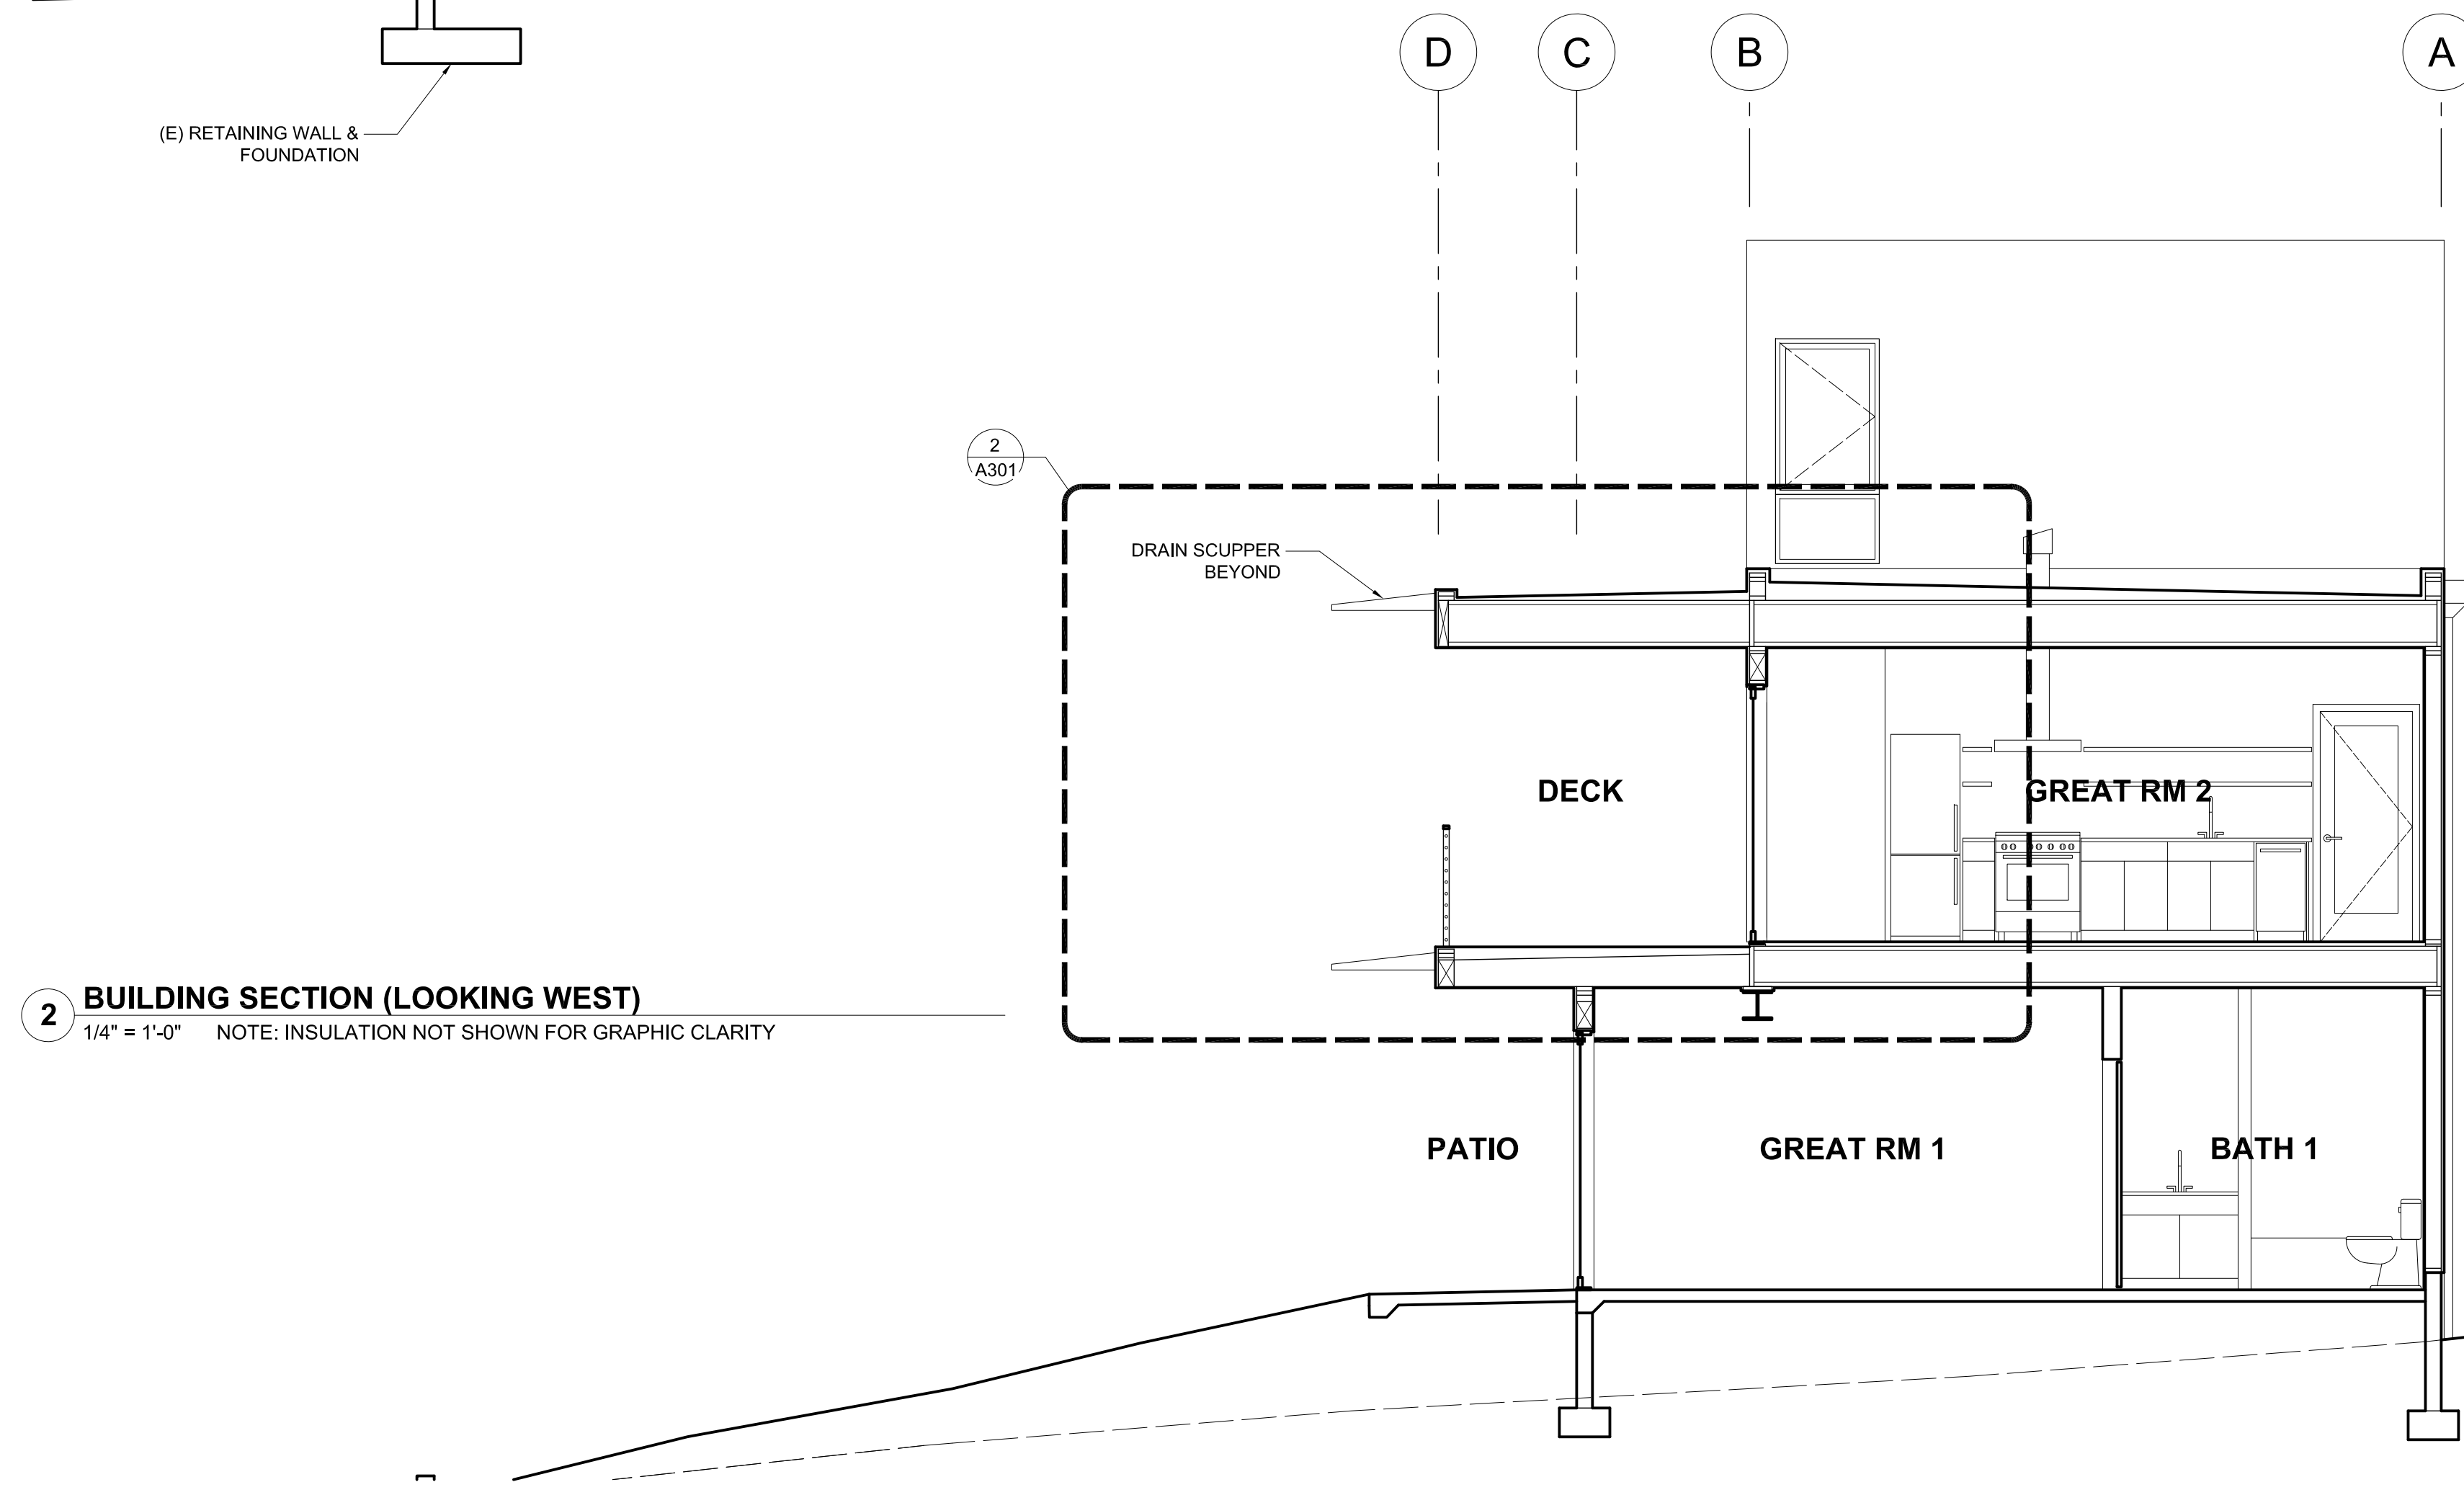 D
C
B
A
(E) RETAINING WALL &
FOUNDATION
2
A301
DRAIN SCUPPER
BEYOND
DECK
GREAT RM 2
2
BUILDING SECTION (LOOKING WEST)
1/4" = 1'-0" NOTE: INSULATION NOT SHOWN FOR GRAPHIC CLARITY
PATIO
GREAT RM 1
BATH 1